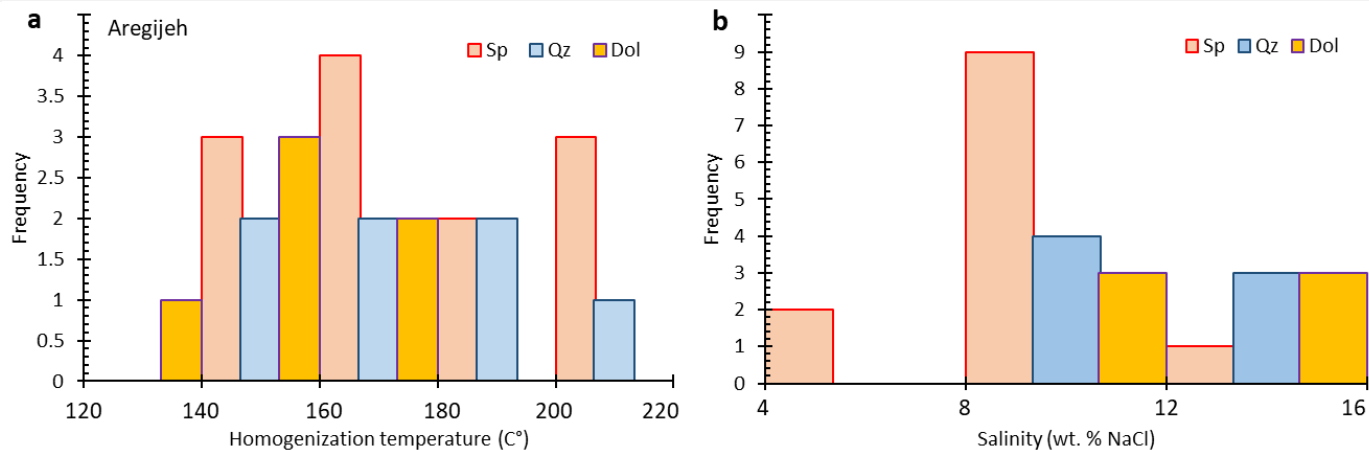 a
Aregijeh
Sp Qz Dol
4
3.5
3
2.5
2
1.5
1
0.5
0
Frequency
120 140 160 180 200 220
Homogenization temperature (C°)
b
Sp Qz Dol
9
8
7
6
5
4
3
2
1
0
Frequency
4 8 12 16
Salinity (wt. % NaCl)